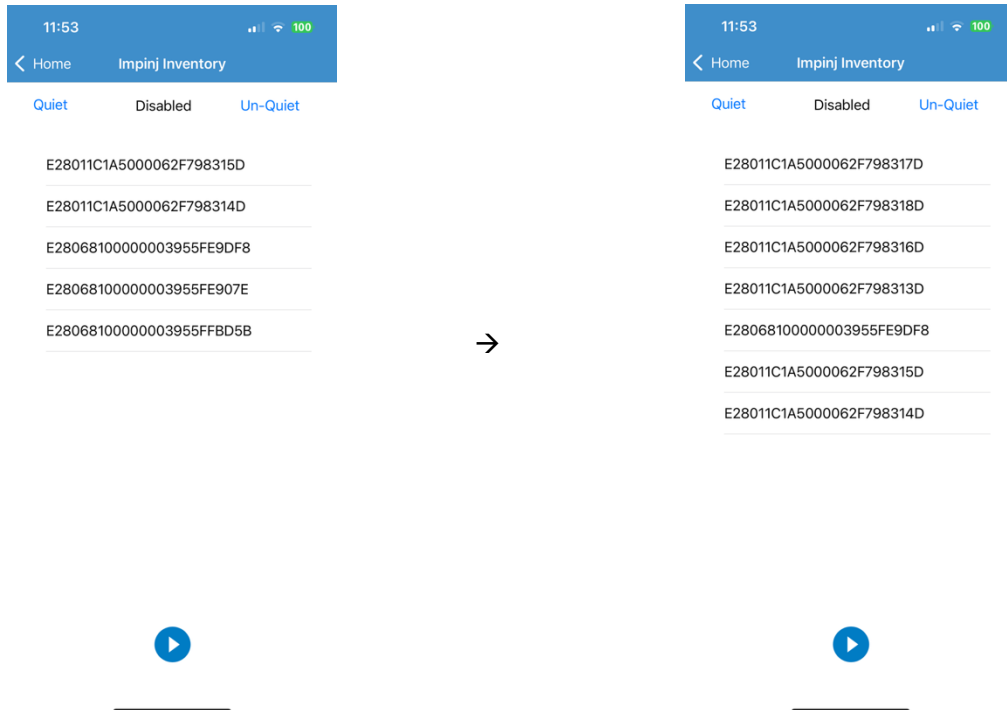 11:53 100
Home Impinj Inventory
Quiet Disabled Un-Quiet
E28011C1A5000062F798315D
E28011C1A5000062F798314D
E28068100000003955FE9DF8
E28068100000003955FE907E
E28068100000003955FFBD5B
→
11:53 100
Home Impinj Inventory
Quiet Disabled Un-Quiet
E28011C1A5000062F798317D
E28011C1A5000062F798318D
E28011C1A5000062F798316D
E28011C1A5000062F798313D
E28068100000003955FE9DF8
E28011C1A5000062F798315D
E28011C1A5000062F798314D